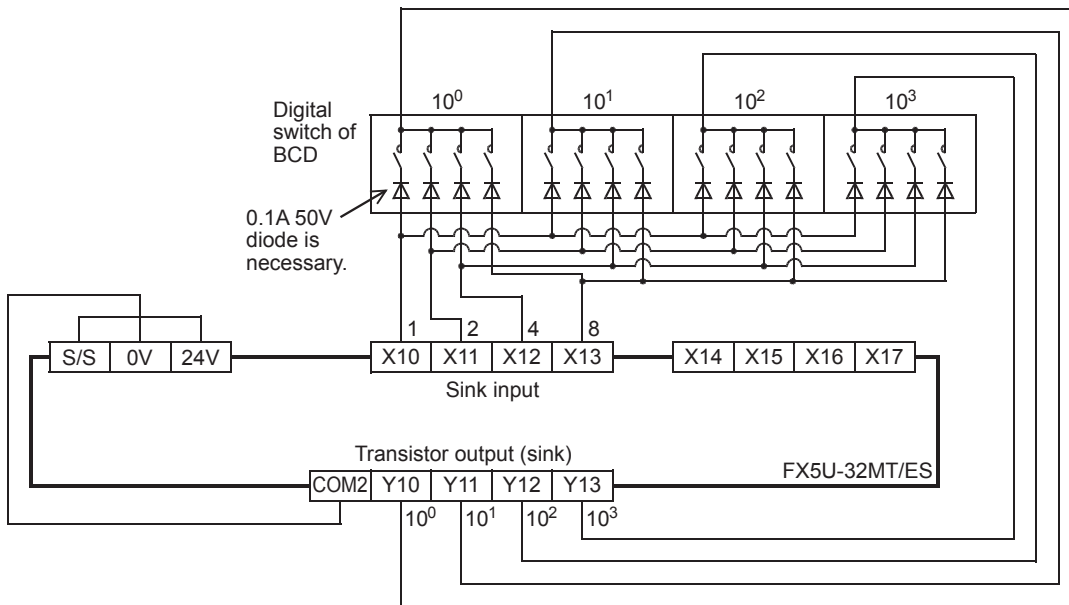 10⁰ 10¹ 10² 10³
Digital
switch of
BCD
0.1A 50V
diode is
necessary.
1 2 4 8
S/S 0V 24V X10 X11 X12 X13 X14 X15 X16 X17
Sink input
Transistor output (sink)
FX5U-32MT/ES
COM2 Y10 Y11 Y12 Y13
10⁰ 10¹ 10² 10³